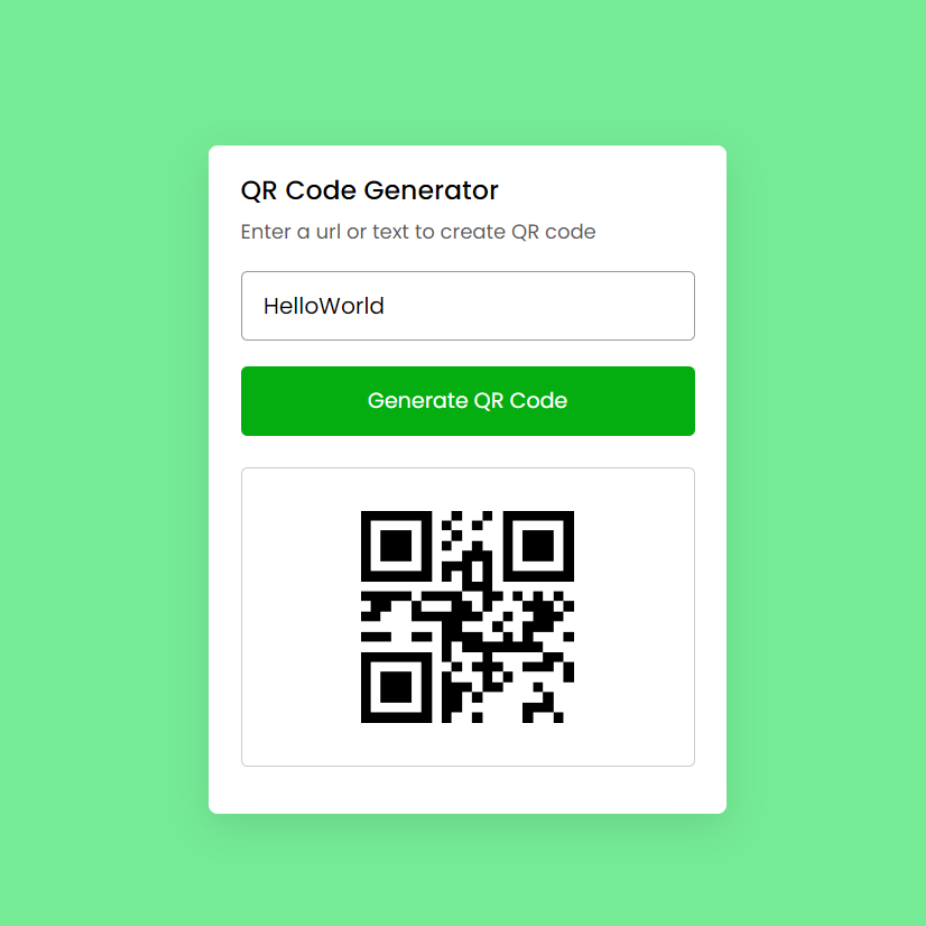 QR Code Generator
Enter a url or text to create QR code
HelloWorld
Generate QR Code